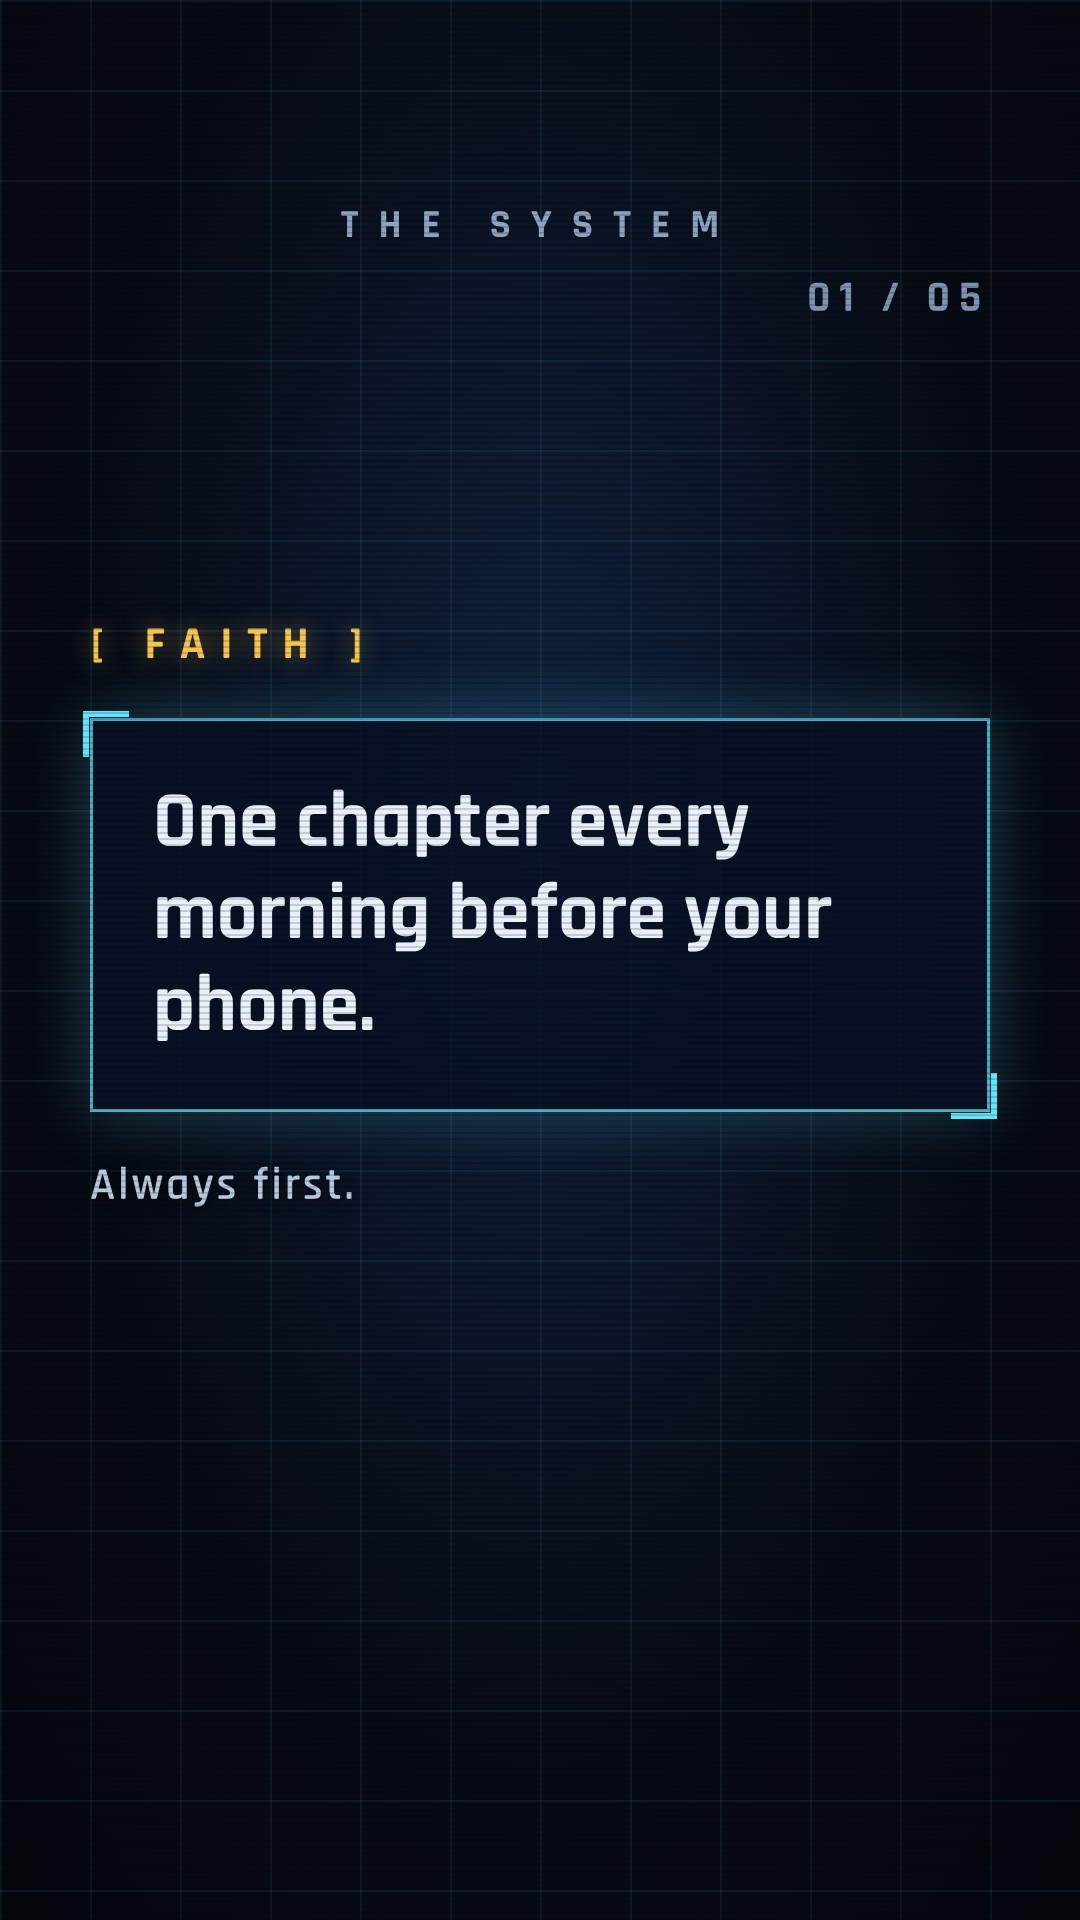 THE SYSTEM
01 / 05
[ FAITH ]
One chapter every
morning before your
phone.
Always first.